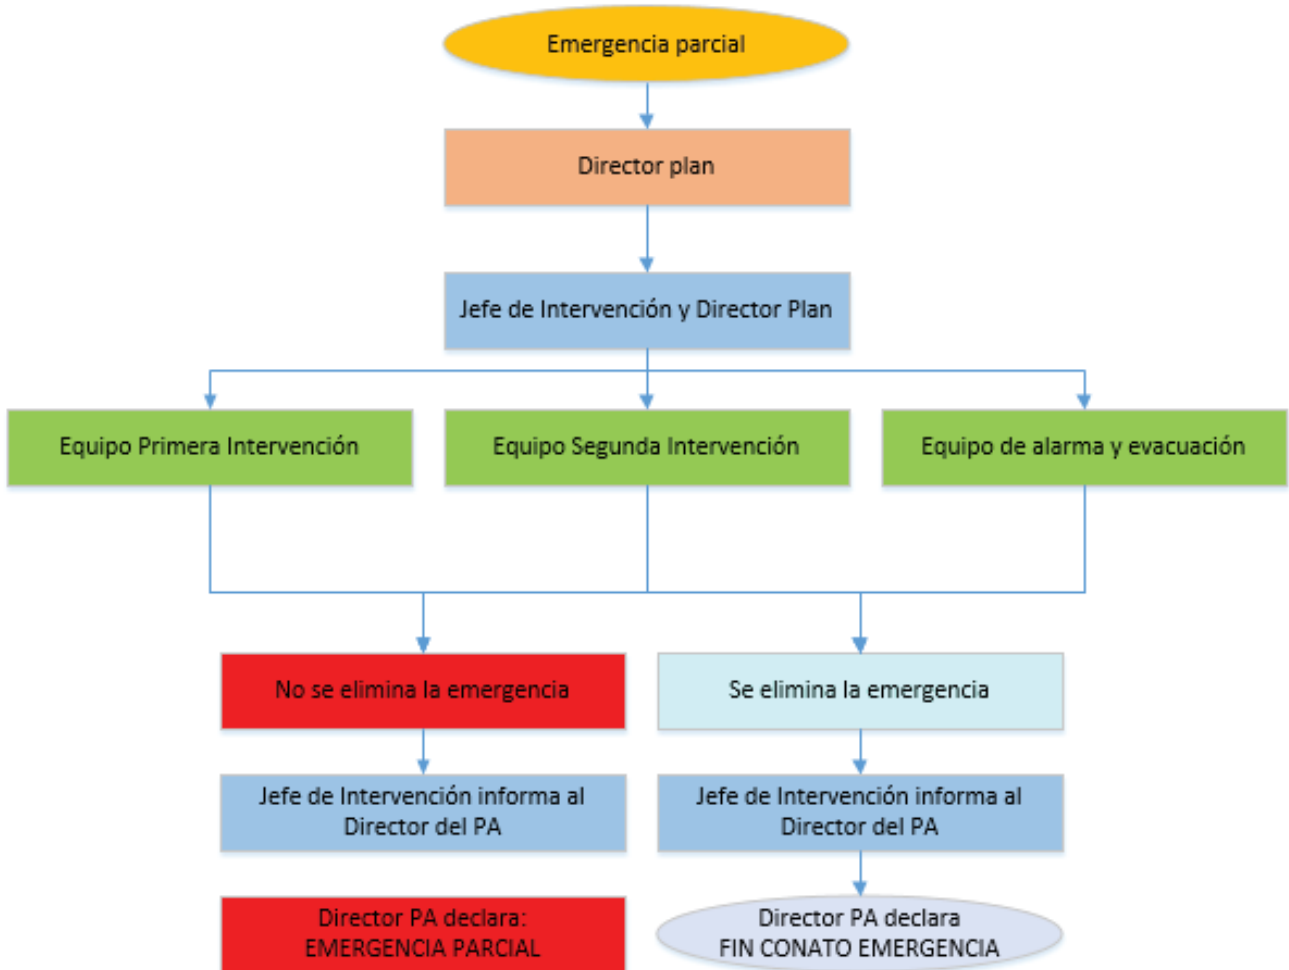 Emergencia parcial
Director plan
Jefe de Intervención y Director Plan
Equipo Primera Intervención
Equipo Segunda Intervención
Equipo de alarma y evacuación
No se elimina la emergencia
Se elimina la emergencia
Jefe de Intervención informa al
Director del PA
Jefe de Intervención informa al
Director del PA
Director PA declara:
EMERGENCIA PARCIAL
Director PA declara
FIN CONATO EMERGENCIA